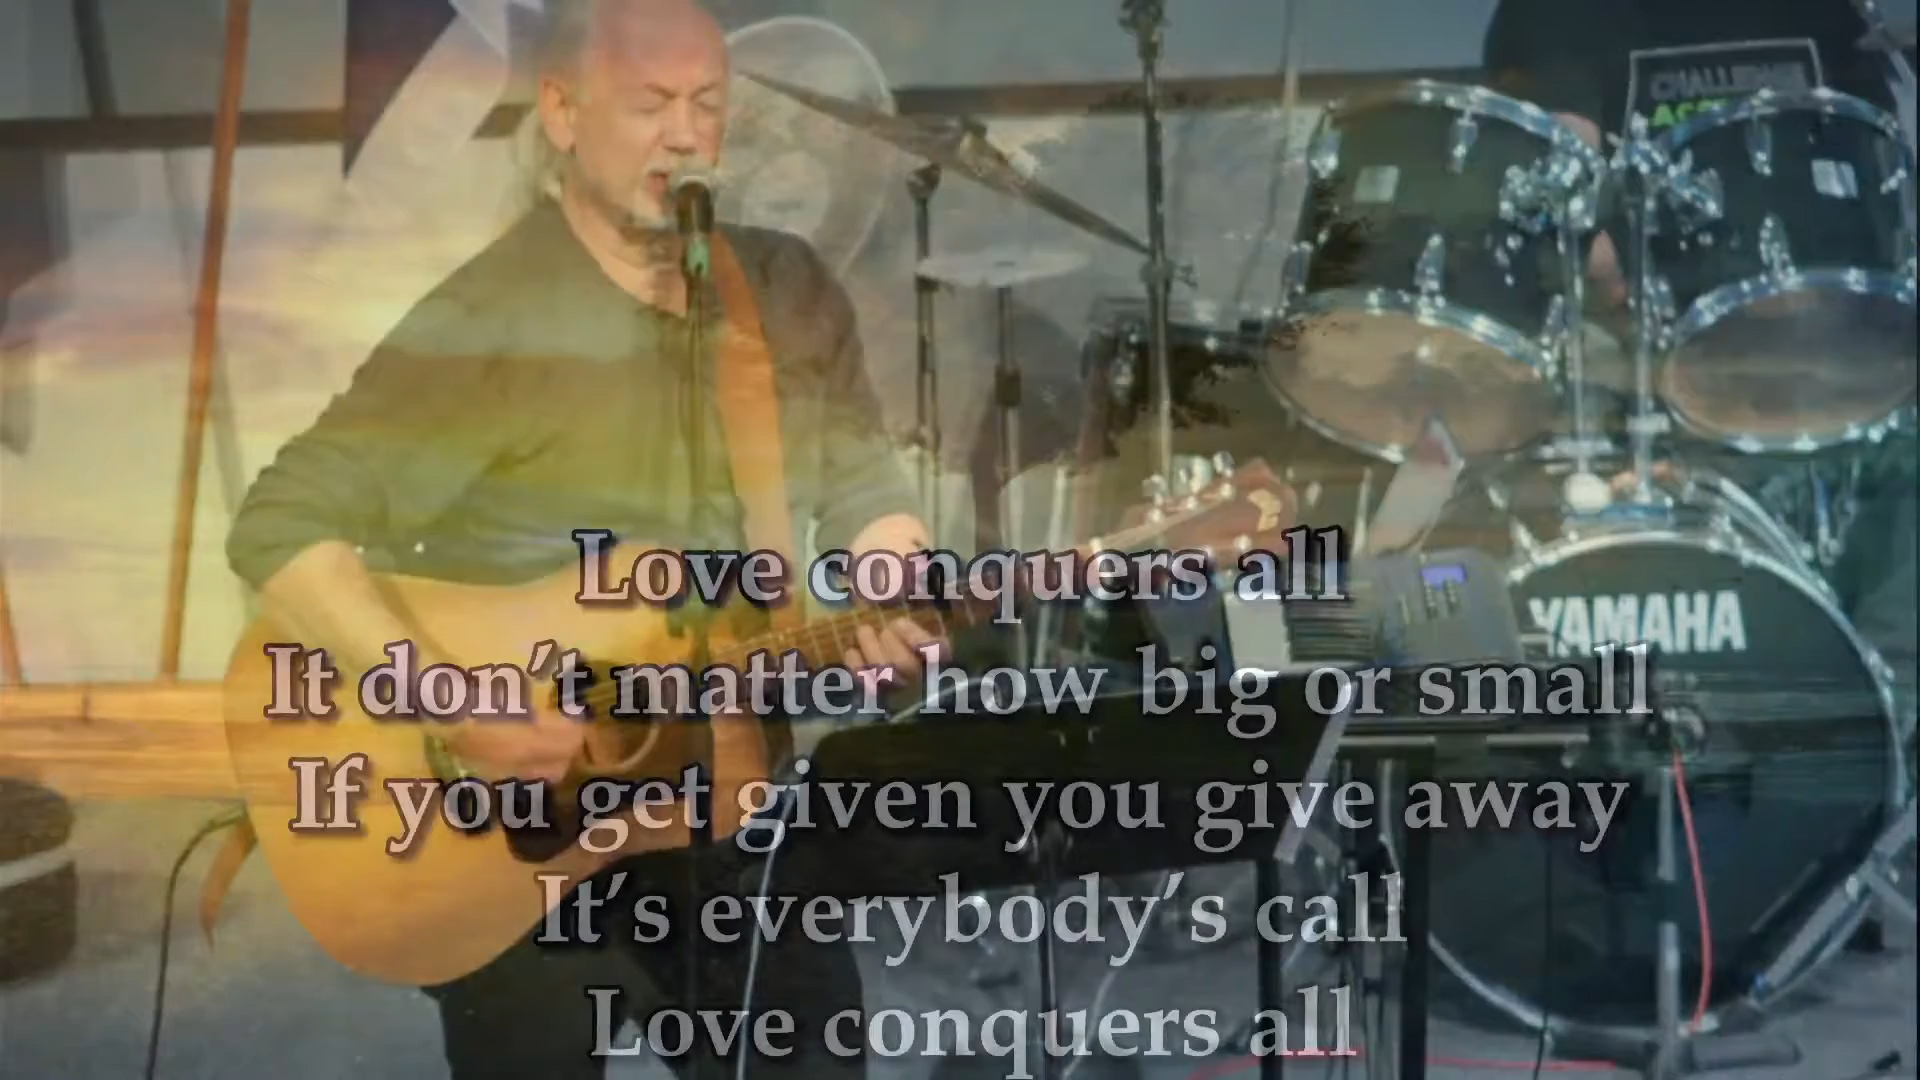 CHALLENGE
YAMAHA
Love conquers all
It don't matter how big or small
If you get given you give away
It's everybody's call
Love conquers all